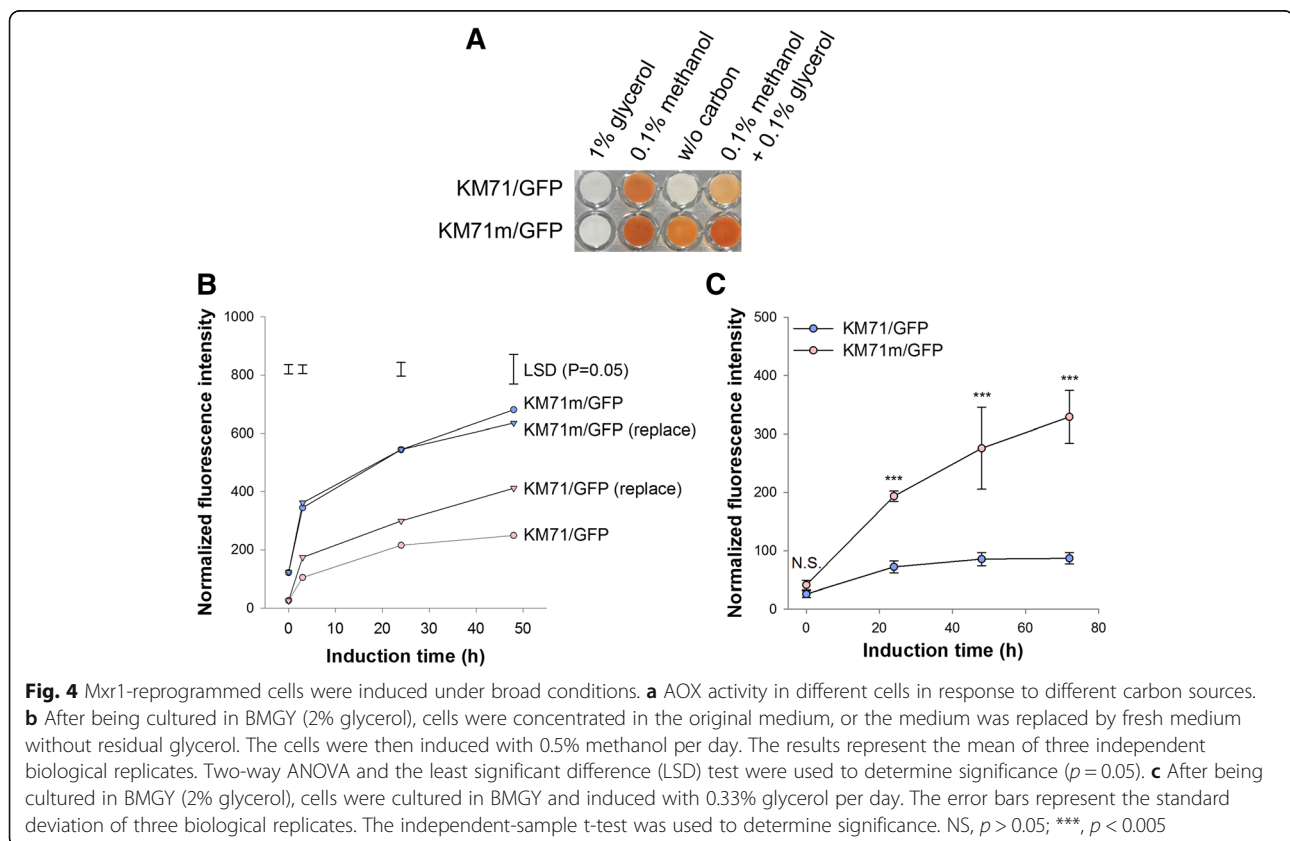 A
1% glycerol
0.1% methanol
w/o carbon
0.1% methanol
+ 0.1% glycerol
KM71/GFP
KM71m/GFP
B
Normalized fluorescence intensity
1000
800
600
400
200
0
0
10
20
30
40
50
Induction time (h)
LSD (P=0.05)
KM71m/GFP
KM71m/GFP (replace)
KM71/GFP (replace)
KM71/GFP
C
Normalized fluorescence intensity
500
400
300
200
100
0
0
20
40
60
80
Induction time (h)
KM71/GFP
KM71m/GFP
N.S.
***
***
***
Fig. 4 Mxr1-reprogrammed cells were induced under broad conditions. a AOX activity in different cells in response to different carbon sources.
b After being cultured in BMGY (2% glycerol), cells were concentrated in the original medium, or the medium was replaced by fresh medium
without residual glycerol. The cells were then induced with 0.5% methanol per day. The results represent the mean of three independent
biological replicates. Two-way ANOVA and the least significant difference (LSD) test were used to determine significance (p = 0.05). c After being
cultured in BMGY (2% glycerol), cells were cultured in BMGY and induced with 0.33% glycerol per day. The error bars represent the standard
deviation of three biological replicates. The independent-sample t-test was used to determine significance. NS, p > 0.05; ***, p < 0.005